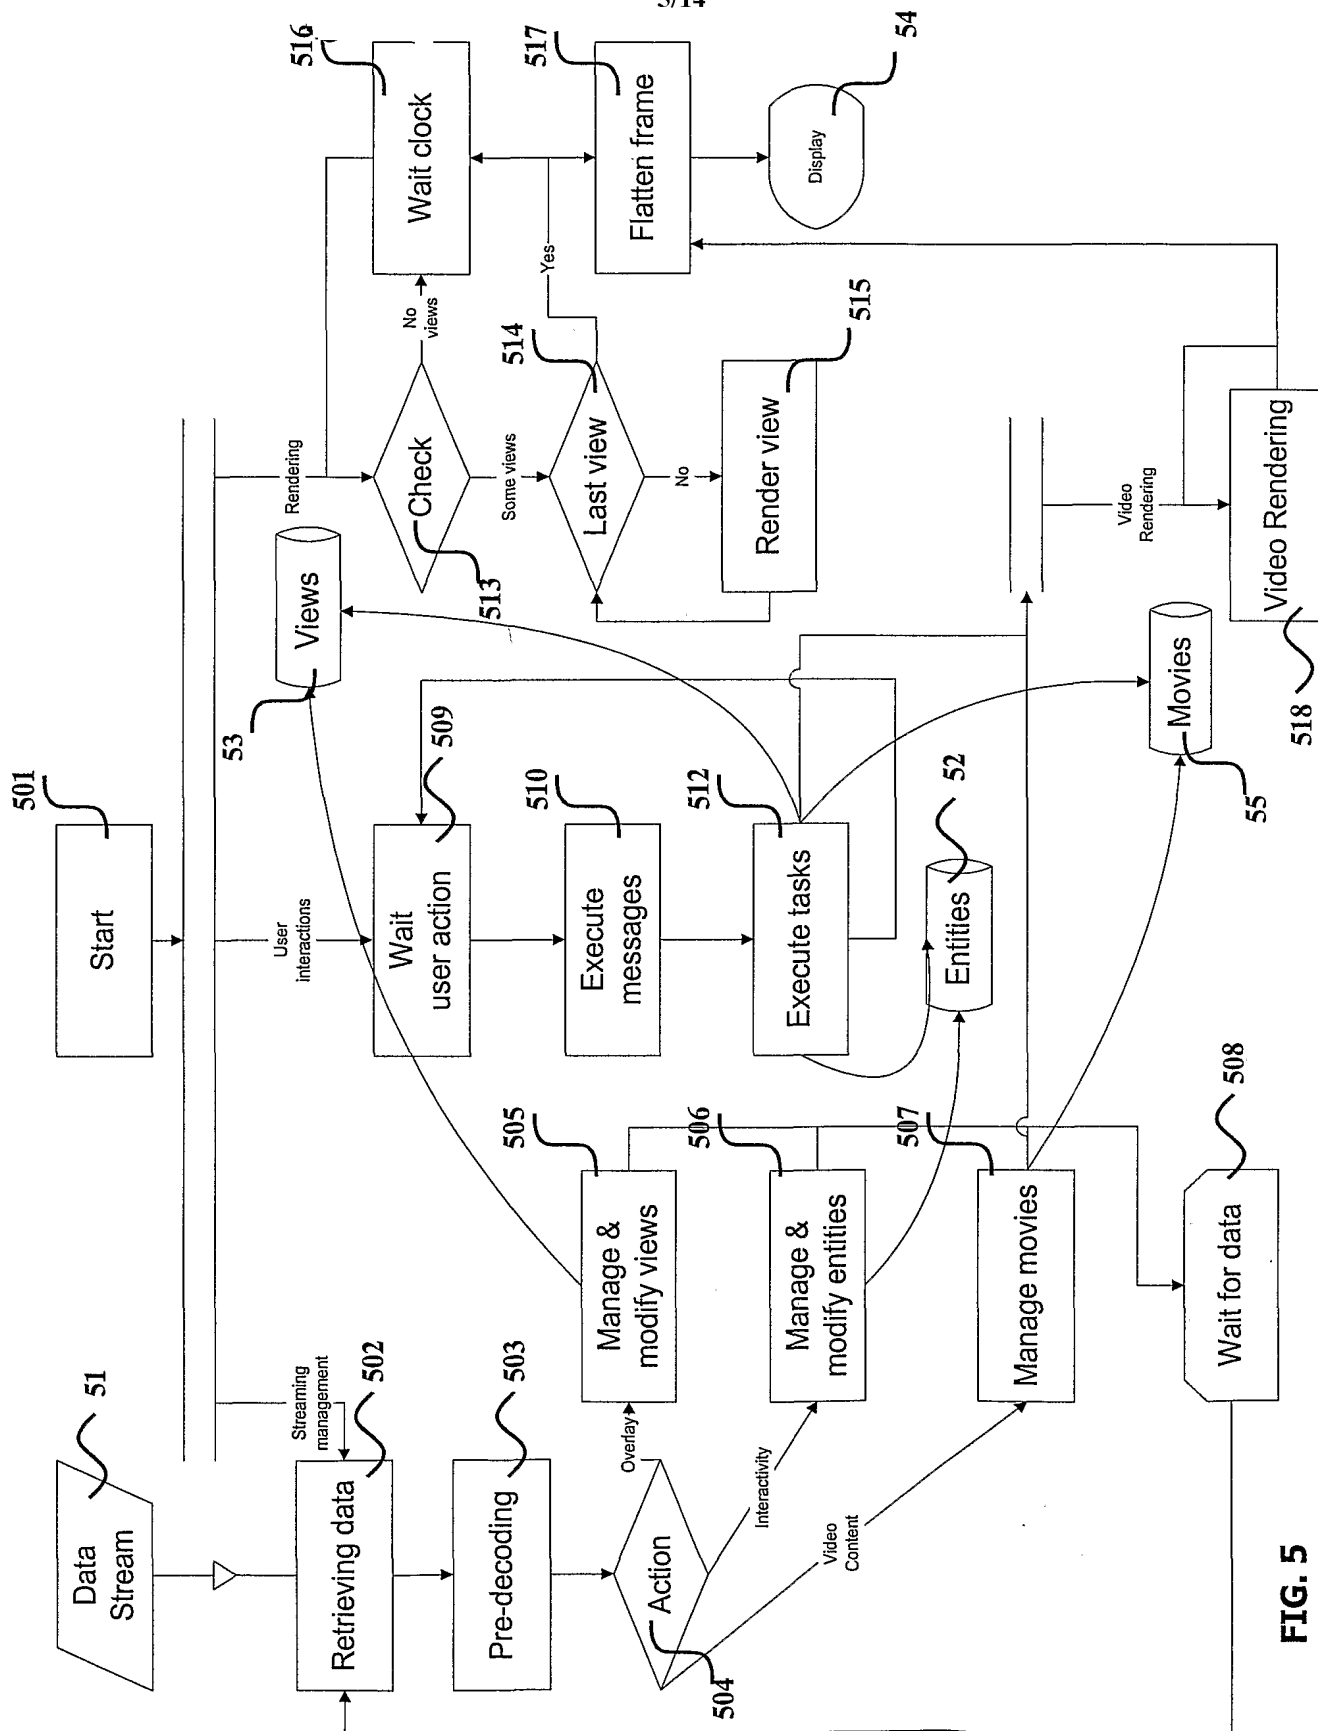 5/14
501
Start
51
Data
Stream
Streaming
management
User
interactions
Rendering
53
Views
502
Retrieving data
503
Pre-decoding
504
Action
Overlay
Interactivity
Video
Content
505
Manage &
modify views
506
Manage &
modify entities
507
Manage movies
508
Wait for data
509
Wait
user action
510
Execute
messages
512
Execute tasks
52
Entities
55
Movies
513
Check
No
views
Some views
514
Last view
Yes
No
515
Render view
516
Wait clock
517
Flatten frame
54
Display
Video
Rendering
518
Video Rendering
FIG. 5